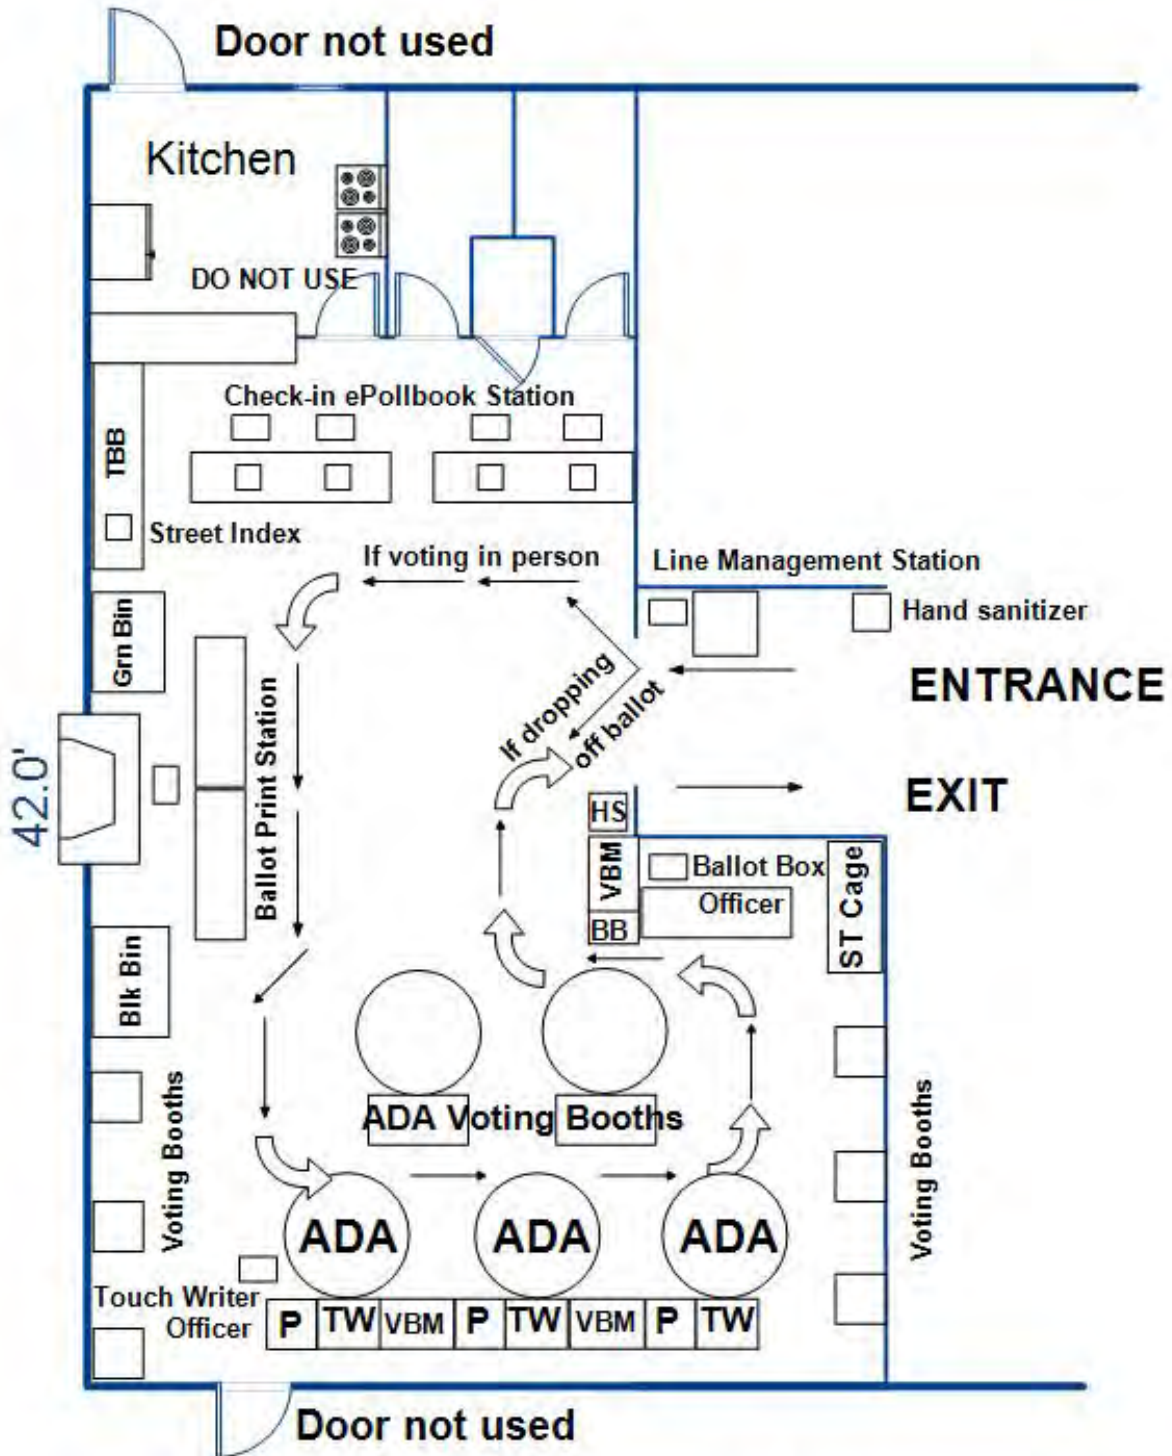 Door not used
Kitchen
DO NOT USE
Check-in ePollbook Station
TBB
Street Index
If voting in person
Line Management Station
Hand sanitizer
Grn Bin
If dropping
off ballot
ENTRANCE
Ballot Print Station
42.0'
EXIT
HS
VBM
Ballot Box
Officer
ST Cage
BB
Blk Bin
ADA Voting Booths
Voting Booths
Voting Booths
ADA
ADA
ADA
Touch Writer
Officer
P
TW
VBM
P
TW
VBM
P
TW
Door not used